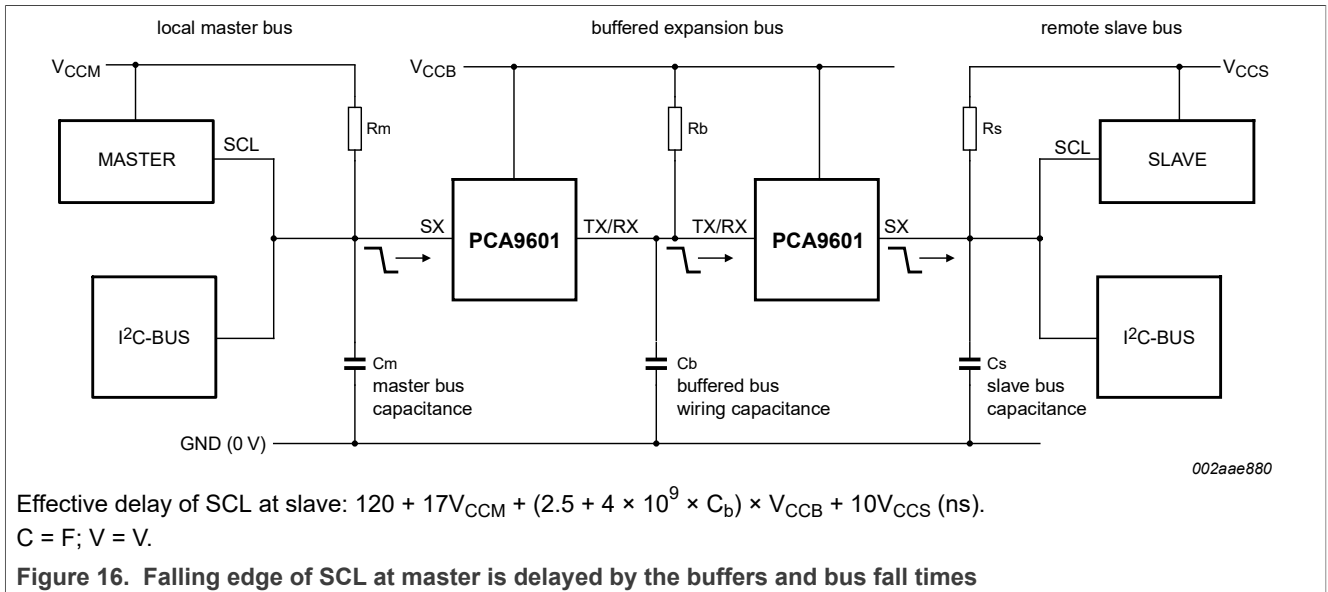 local master bus
buffered expansion bus
remote slave bus
VCCM
VCCB
VCCS
Rm
Rb
Rs
MASTER
SCL
SCL
SLAVE
SX
PCA9601
TX/RX
TX/RX
PCA9601
SX
I²C-BUS
I²C-BUS
Cm
master bus
capacitance
Cb
buffered bus
wiring capacitance
Cs
slave bus
capacitance
GND (0 V)
002aae880
Effective delay of SCL at slave: 120 + 17VCCM + (2.5 + 4 × 10⁹ × Cb) × VCCB + 10VCCS (ns).
C = F; V = V.
Figure 16. Falling edge of SCL at master is delayed by the buffers and bus fall times